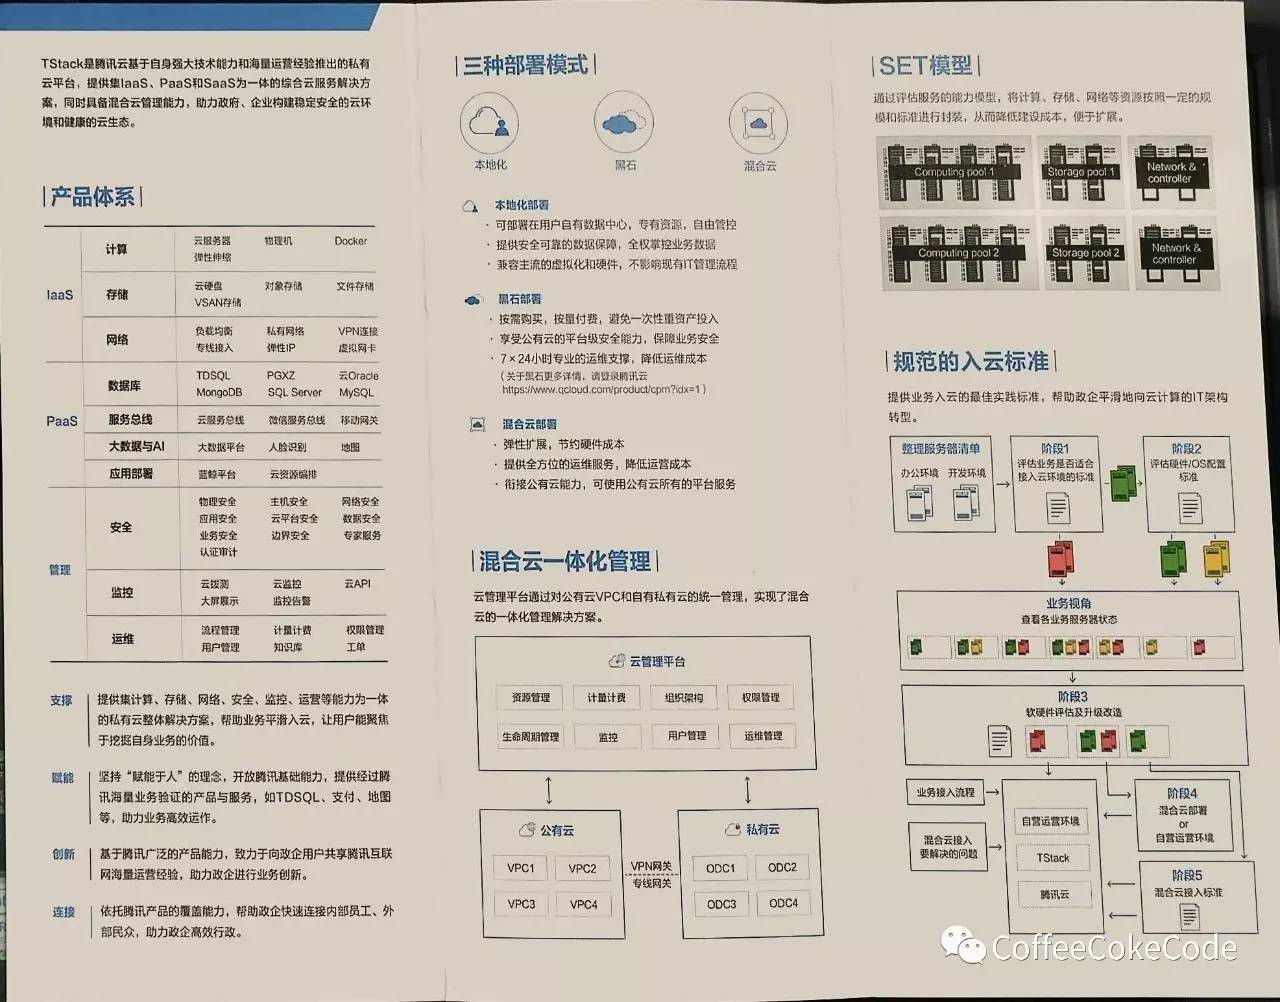 TStack是腾讯云基于自身强大技术能力和海量运营经验推出的私有
云平台，提供集IaaS、PaaS和SaaS为一体的综合云服务解决方
案，同时具备混合云管理能力，助力政府、企业构建稳定安全的云环
境和健康的云生态。
产品体系
IaaS
计算
云服务器 物理机 Docker
弹性伸缩
存储
云硬盘 对象存储 文件存储
VSAN存储
网络
负载均衡 私有网络 VPN连接
专线接入 弹性IP 虚拟网卡
PaaS
数据库
TDSQL PGXZ 云Oracle
MongoDB SQL Server MySQL
服务总线 云服务总线 微信服务总线 移动网关
大数据与AI 大数据平台 人脸识别 地图
应用部署 蓝鲸平台 云资源编排
管理
安全
物理安全 主机安全 网络安全
应用安全 云平台安全 数据安全
业务安全 边界安全 专家服务
认证审计
监控
云拨测 云监控 云API
大屏展示 监控告警
运维
流程管理 计量计费 权限管理
用户管理 知识库 工单
支撑
提供集计算、存储、网络、安全、监控、运营等能力为一体
的私有云整体解决方案，帮助业务平滑入云，让用户能聚焦
于挖掘自身业务的价值。
赋能
坚持“赋能于人”的理念，开放腾讯基础能力，提供经过腾
讯海量业务验证的产品与服务，如TDSQL、支付、地图
等，助力业务高效运作。
创新
基于腾讯广泛的产品能力，致力于向政企用户共享腾讯互联
网海量运营经验，助力政企进行业务创新。
连接
依托腾讯产品的覆盖能力，帮助政企快速连接内部员工、外
部民众，助力政企高效行政。
三种部署模式
本地化 黑石 混合云
本地化部署
· 可部署在用户自有数据中心，专有资源，自由管控
· 提供安全可靠的数据保障，全权掌控业务数据
· 兼容主流的虚拟化和硬件，不影响现有IT管理流程
黑石部署
· 按需购买，按量付费，避免一次性重资产投入
· 享受公有云的平台级安全能力，保障业务安全
· 7×24小时专业的运维支撑，降低运维成本
（关于黑石更多详情，请登录腾讯云
https://www.qcloud.com/product/cpm?idx=1）
混合云部署
· 弹性扩展，节约硬件成本
· 提供全方位的运维服务，降低运营成本
· 衔接公有云能力，可使用公有云所有的平台服务
混合云一体化管理
云管理平台通过对公有云VPC和自有私有云的统一管理，实现了混合
云的一体化管理解决方案。
云管理平台
资源管理 计量计费 组织架构 权限管理
生命周期管理 监控 用户管理 运维管理
公有云
VPC1 VPC2
VPC3 VPC4
VPN网关
专线网关
私有云
ODC1 ODC2
ODC3 ODC4
SET模型
通过评估服务的能力模型，将计算、存储、网络等资源按照一定的规
模和标准进行封装，从而降低建设成本，便于扩展。
Computing pool 1 Storage pool 1 Network &
controller
Computing pool 2 Storage pool 2 Network &
controller
规范的入云标准
提供业务入云的最佳实践标准，帮助政企平滑地向云计算的IT架构
转型。
整理服务器清单
办公环境 开发环境
阶段1
评估业务是否适合
接入云环境的标准
阶段2
评估硬件/OS配置
标准
业务视角
查看各业务服务器状态
阶段3
软硬件评估及升级改造
业务接入流程
混合云接入
要解决的问题
自营运营环境
TStack
腾讯云
阶段4
混合云部署
or
自营运营环境
阶段5
混合云接入标准
CoffeeCokeCode